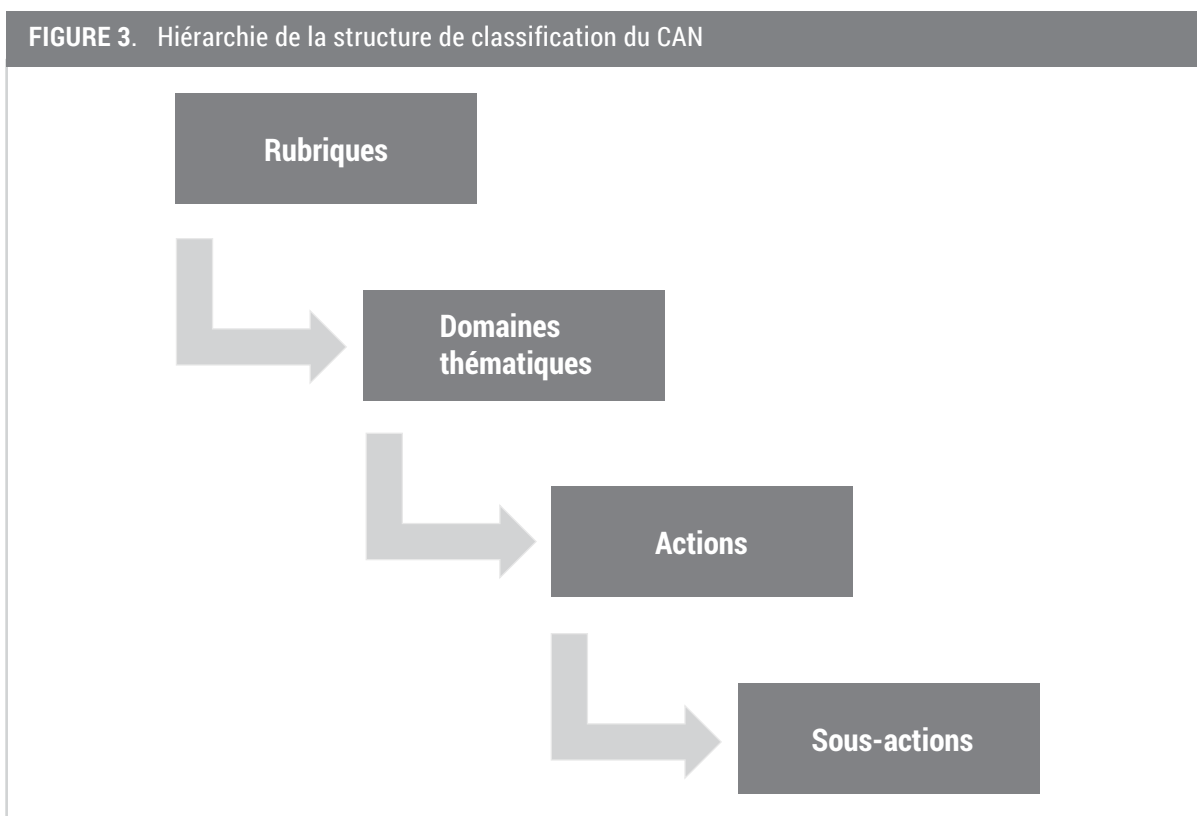 FIGURE 3. Hiérarchie de la structure de classification du CAN
Rubriques
Domaines
thématiques
Actions
Sous-actions